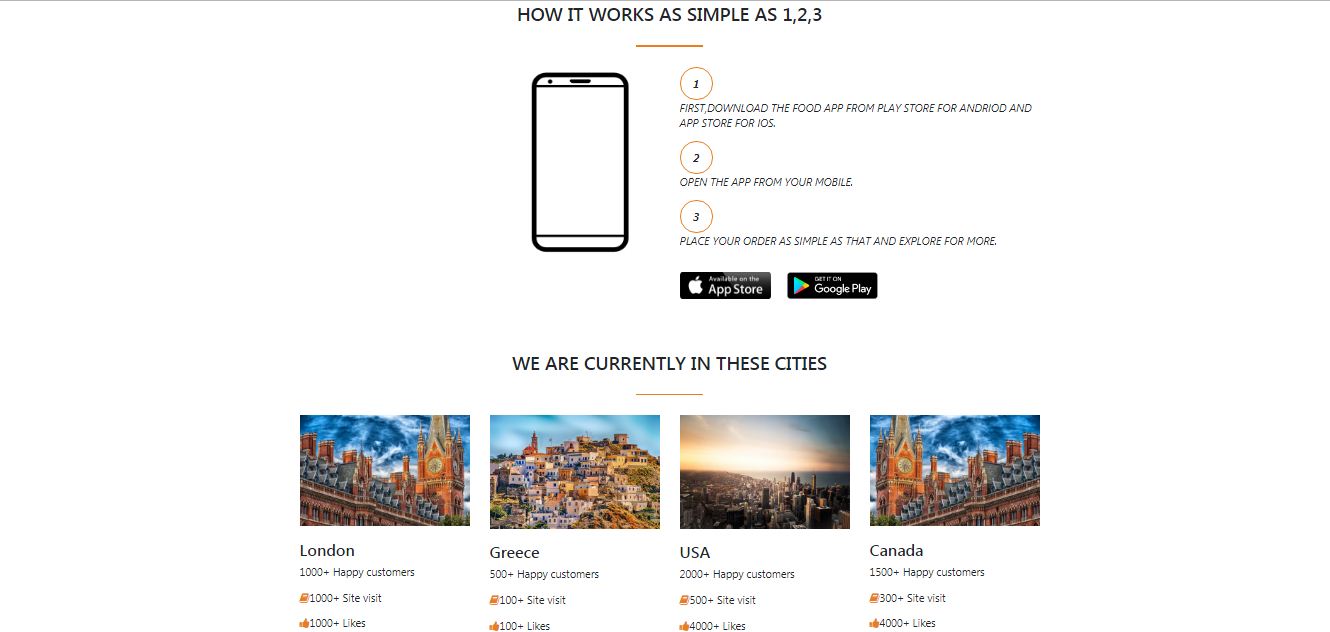 HOW IT WORKS AS SIMPLE AS 1,2,3
1
FIRST,DOWNLOAD THE FOOD APP FROM PLAY STORE FOR ANDRIOD AND
APP STORE FOR IOS.
2
OPEN THE APP FROM YOUR MOBILE.
3
PLACE YOUR ORDER AS SIMPLE AS THAT AND EXPLORE FOR MORE.
Available on the
App Store
GET IT ON
Google Play
WE ARE CURRENTLY IN THESE CITIES
London
1000+ Happy customers
1000+ Site visit
1000+ Likes
Greece
500+ Happy customers
100+ Site visit
100+ Likes
USA
2000+ Happy customers
500+ Site visit
4000+ Likes
Canada
1500+ Happy customers
300+ Site visit
4000+ Likes